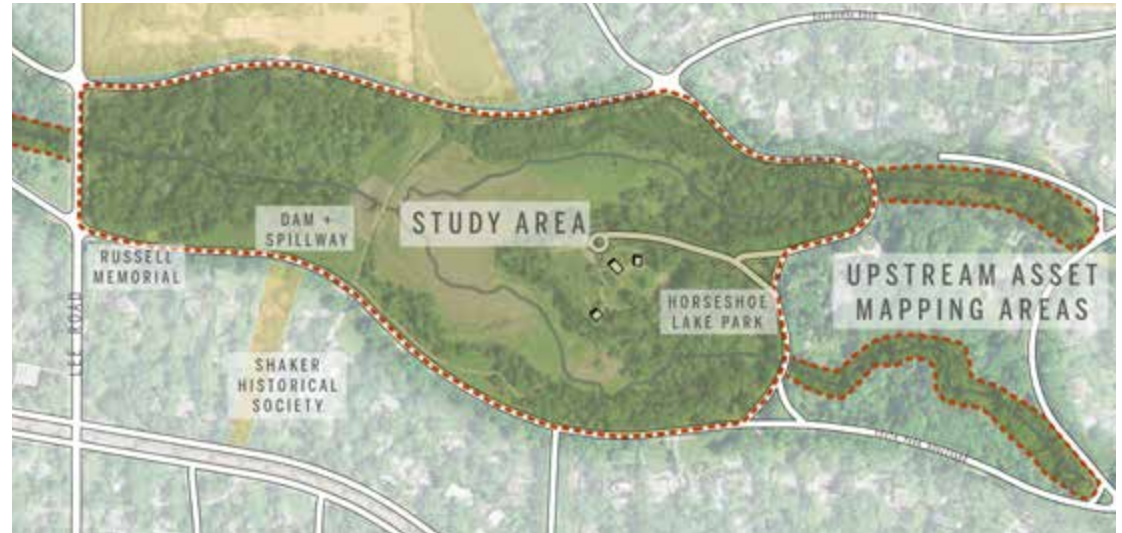 STUDY AREA
DAM +
SPILLWAY
RUSSELL
MEMORIAL
LEE ROAD
SHAKER
HISTORICAL
SOCIETY
HORSESHOE
LAKE PARK
UPSTREAM ASSET
MAPPING AREAS